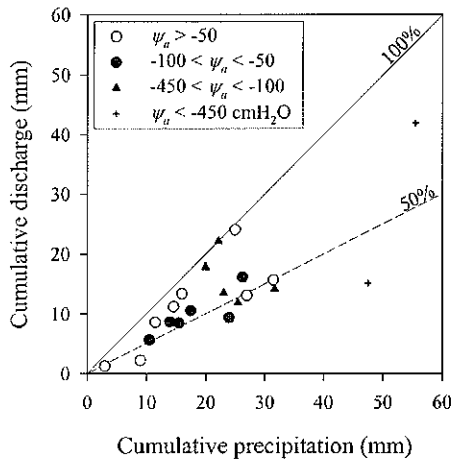 60
50
40
30
20
10
0
Cumulative discharge (mm)
ψa > -50
-100 < ψa < -50
-450 < ψa < -100
ψa < -450 cmH2O
100%
50%
0 10 20 30 40 50 60
Cumulative precipitation (mm)